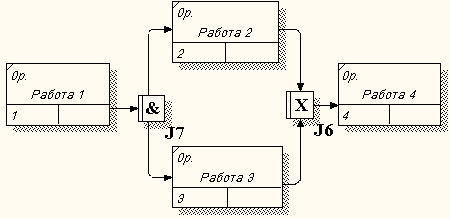 0р.
Работа 1
1
&
J7
0р.
Работа 2
2
0р.
Работа 3
3
X
J6
0р.
Работа 4
4